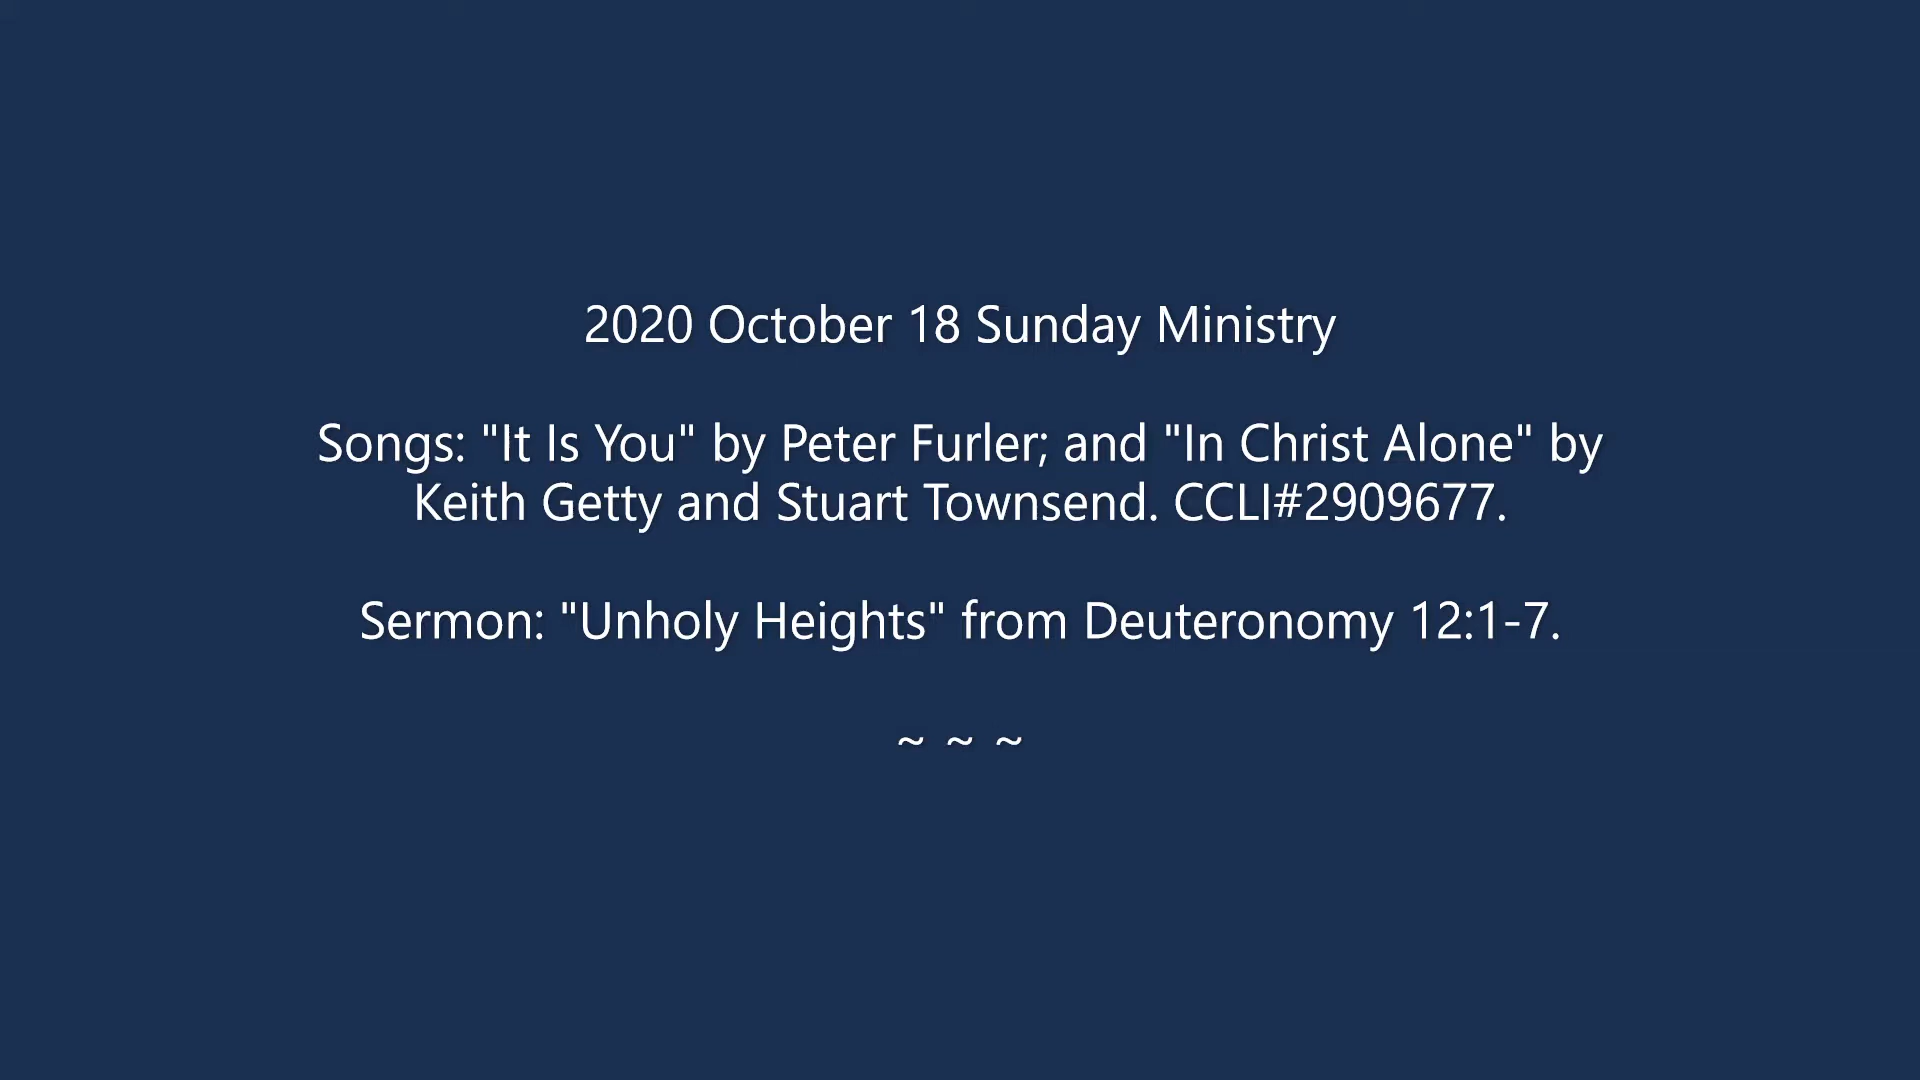 2020 October 18 Sunday Ministry
Songs: "It Is You" by Peter Furler; and "In Christ Alone" by
Keith Getty and Stuart Townsend. CCLI#2909677.
Sermon: "Unholy Heights" from Deuteronomy 12:1-7.
~ ~ ~